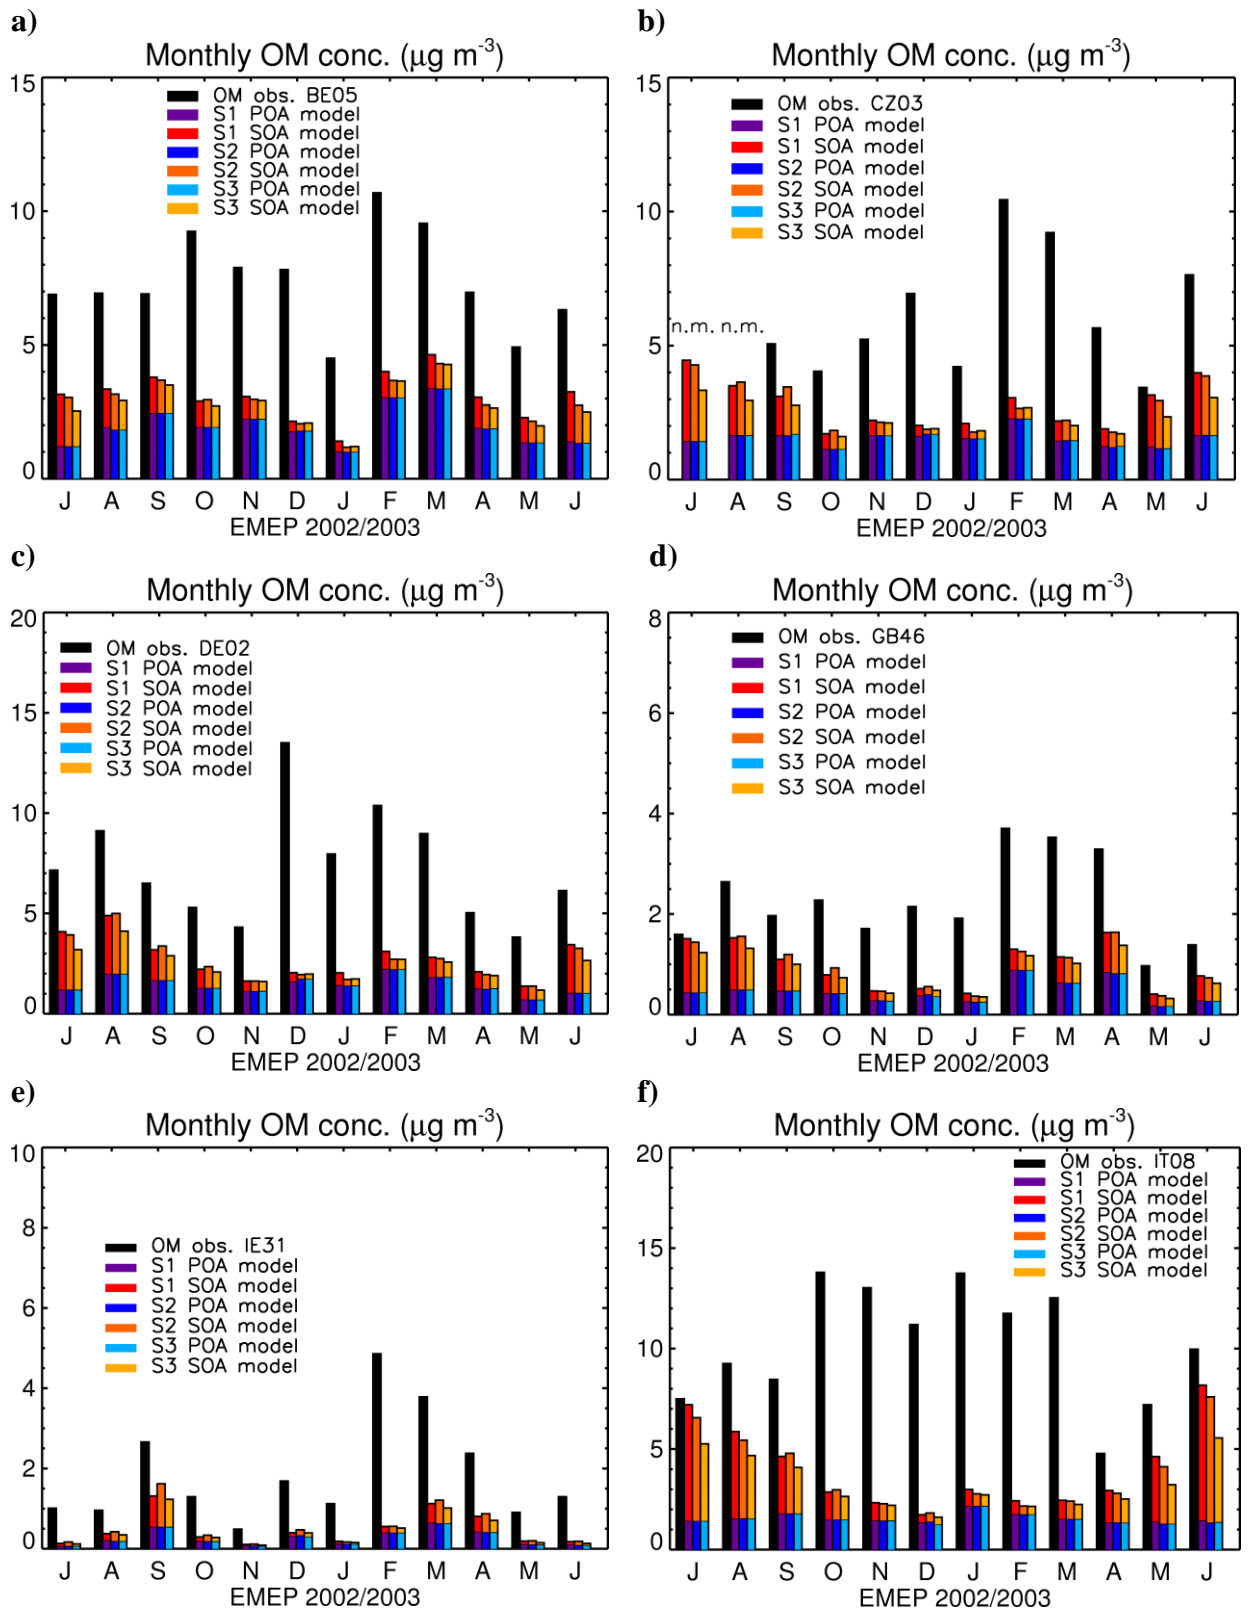 a)
Monthly OM conc. (μg m-3)
15
10
5
0
OM obs. BE05
S1 POA model
S1 SOA model
S2 POA model
S2 SOA model
S3 POA model
S3 SOA model
J A S O N D J F M A M J
EMEP 2002/2003
b)
Monthly OM conc. (μg m-3)
15
10
5
0
OM obs. CZ03
S1 POA model
S1 SOA model
S2 POA model
S2 SOA model
S3 POA model
S3 SOA model
n.m. n.m.
J A S O N D J F M A M J
EMEP 2002/2003
c)
Monthly OM conc. (μg m-3)
20
15
10
5
0
OM obs. DE02
S1 POA model
S1 SOA model
S2 POA model
S2 SOA model
S3 POA model
S3 SOA model
J A S O N D J F M A M J
EMEP 2002/2003
d)
Monthly OM conc. (μg m-3)
8
6
4
2
0
OM obs. GB46
S1 POA model
S1 SOA model
S2 POA model
S2 SOA model
S3 POA model
S3 SOA model
J A S O N D J F M A M J
EMEP 2002/2003
e)
Monthly OM conc. (μg m-3)
10
8
6
4
2
0
OM obs. IE31
S1 POA model
S1 SOA model
S2 POA model
S2 SOA model
S3 POA model
S3 SOA model
J A S O N D J F M A M J
EMEP 2002/2003
f)
Monthly OM conc. (μg m-3)
20
15
10
5
0
OM obs. IT08
S1 POA model
S1 SOA model
S2 POA model
S2 SOA model
S3 POA model
S3 SOA model
J A S O N D J F M A M J
EMEP 2002/2003